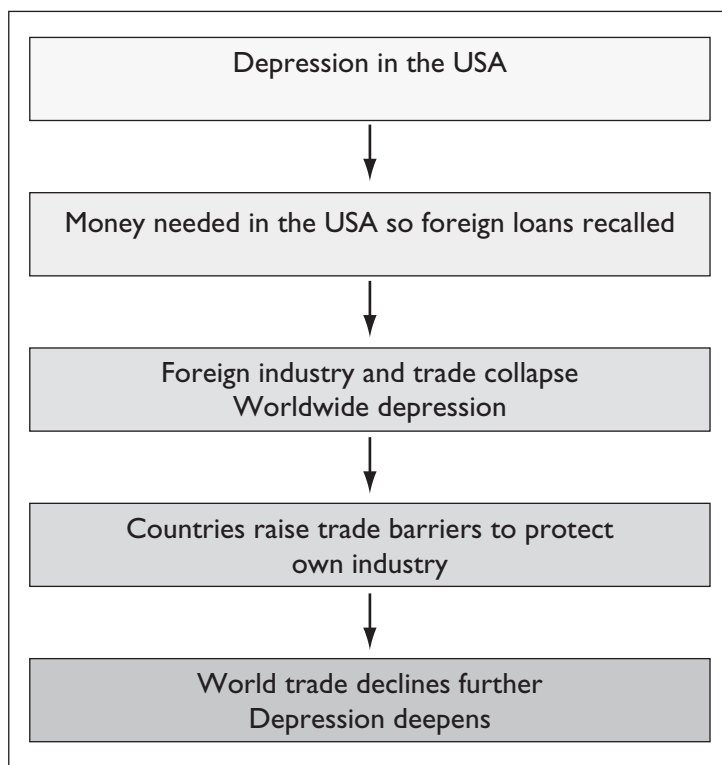 Depression in the USA
Money needed in the USA so foreign loans recalled
Foreign industry and trade collapse
Worldwide depression
Countries raise trade barriers to protect
own industry
World trade declines further
Depression deepens